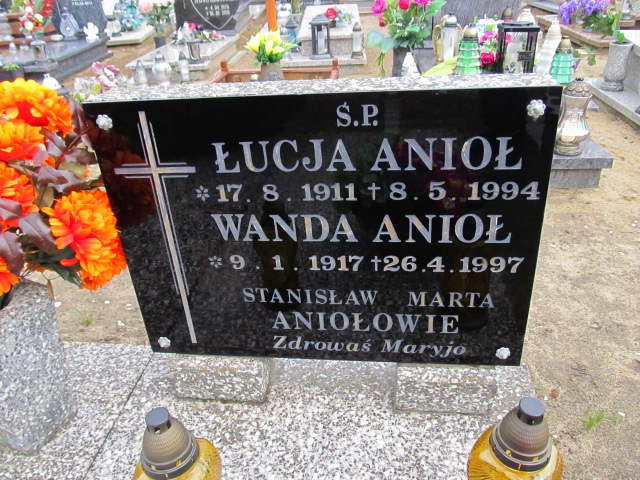 Ś.P.
ŁUCJA ANIOŁ
* 17. 8. 1911 † 8. 5. 1994
WANDA ANIOŁ
* 9. 1. 1917 † 26. 4. 1997
STANISŁAW MARTA
ANIOŁOWIE
Zdrowaś Maryjo